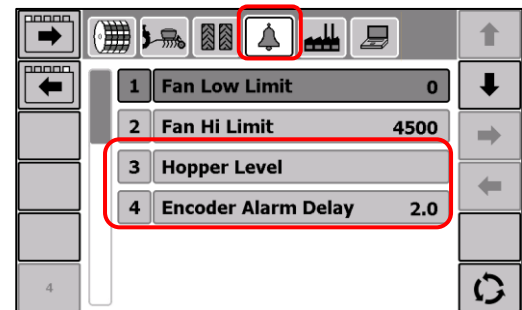 1 Fan Low Limit 0
2 Fan Hi Limit 4500
3 Hopper Level
4 Encoder Alarm Delay 2.0
4